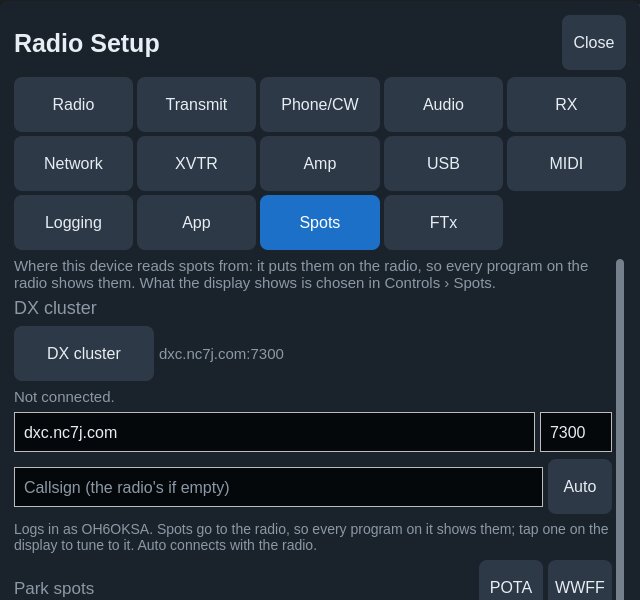 Radio Setup
Close
Radio
Transmit
Phone/CW
Audio
RX
Network
XVTR
Amp
USB
MIDI
Logging
App
Spots
FTx
Where this device reads spots from: it puts them on the radio, so every program on the
radio shows them. What the display shows is chosen in Controls › Spots.
DX cluster
DX cluster
dxc.nc7j.com:7300
Not connected.
dxc.nc7j.com
7300
Callsign (the radio's if empty)
Auto
Logs in as OH6OKSA. Spots go to the radio, so every program on it shows them; tap one on the
display to tune to it. Auto connects with the radio.
Park spots
POTA
WWFF